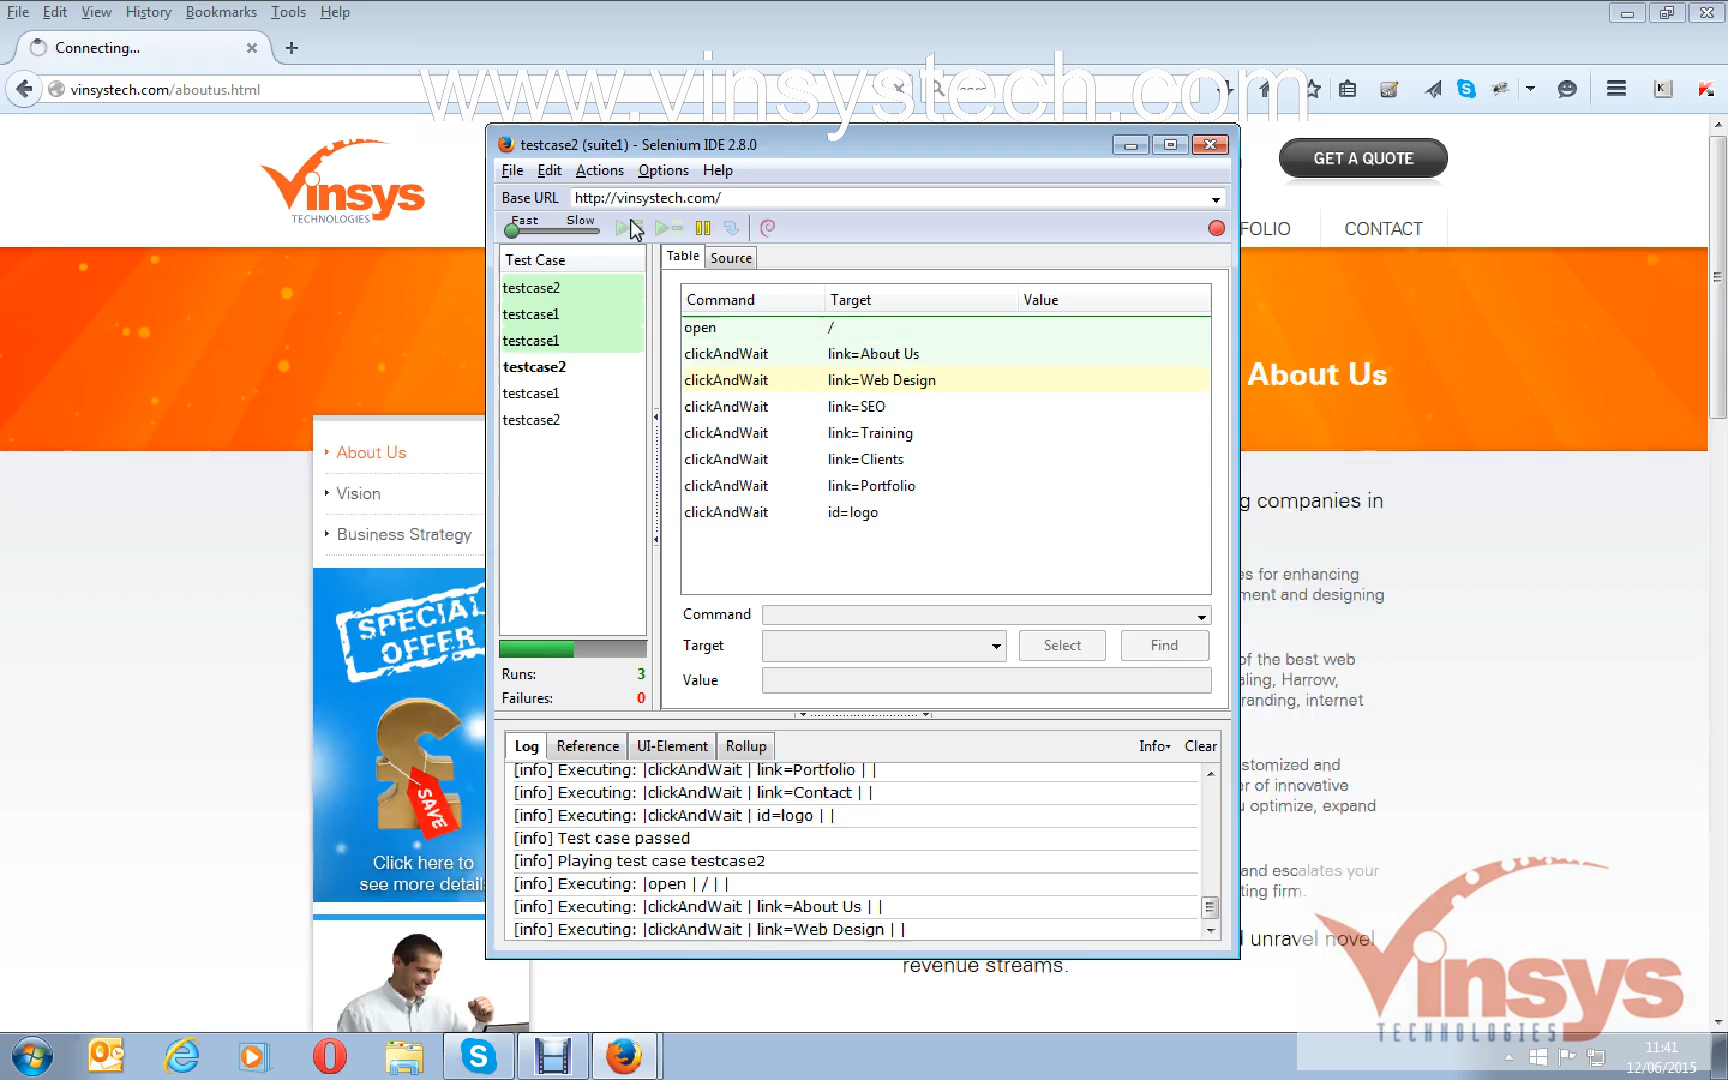 File Edit View History Bookmarks Tools Help
Connecting...
vinsystech.com/aboutus.html
www.vinsystech.com
Vinsys
TECHNOLOGIES
GET A QUOTE
FOLIO
CONTACT
testcase2 (suite1) - Selenium IDE 2.8.0
File Edit Actions Options Help
Base URL http://vinsystech.com/
Fast Slow
Test Case
testcase2
testcase1
testcase1
testcase2
testcase1
testcase2
Runs: 3
Failures: 0
Table Source
Command Target Value
open /
clickAndWait link=About Us
clickAndWait link=Web Design
clickAndWait link=SEO
clickAndWait link=Training
clickAndWait link=Clients
clickAndWait link=Portfolio
clickAndWait id=logo
Command
Target Select Find
Value
Log Reference UI-Element Rollup Info Clear
[info] Executing: |clickAndWait | link=Portfolio | |
[info] Executing: |clickAndWait | link=Contact | |
[info] Executing: |clickAndWait | id=logo | |
[info] Test case passed
[info] Playing test case testcase2
[info] Executing: |open | / | |
[info] Executing: |clickAndWait | link=About Us | |
[info] Executing: |clickAndWait | link=Web Design | |
About Us
About Us
Vision
Business Strategy
SPECIAL
OFFER
SAVE
Click here to
see more detail
g companies in
es for enhancing
ment and designing
of the best web
aling, Harrow,
randing, internet
stomized and
er of innovative
u optimize, expand
and escalates your
ting firm.
d unravel novel
revenue streams.
Vinsys
TECHNOLOGIES
11:41
12/06/2015